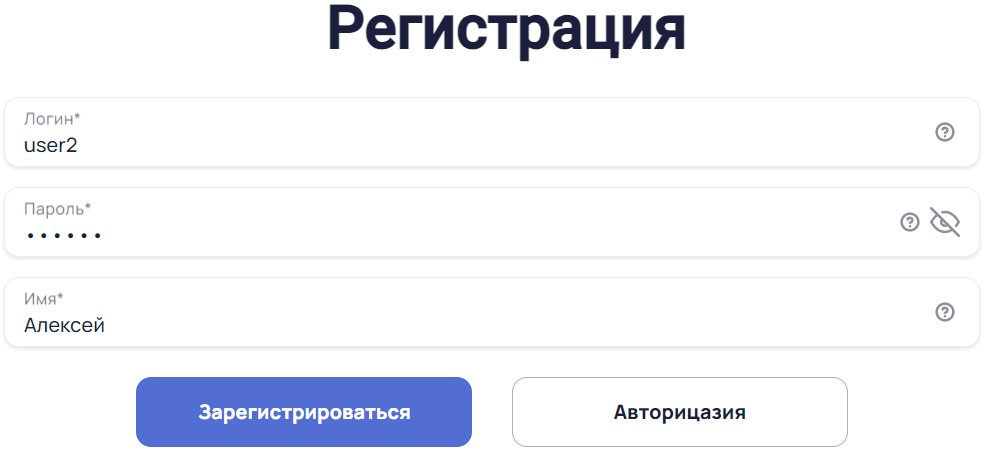 Регистрация
Логин*
user2
Пароль*
••••••
Имя*
Алексей
Зарегистрироваться
Авторицазия